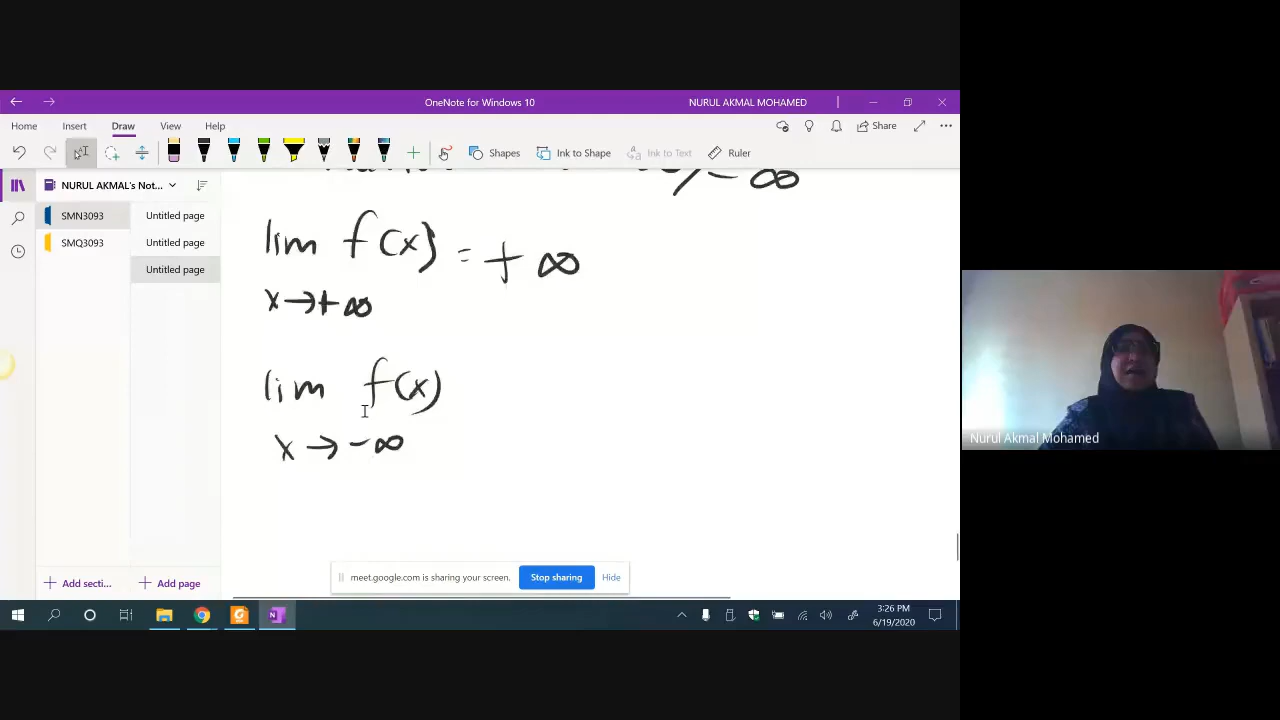 OneNote for Windows 10
NURUL AKMAL MOHAMED
Home Insert Draw View Help
Share
Shapes Ink to Shape Ink to Text Ruler
NURUL AKMAL's Not...
SMN3093
SMQ3093
Untitled page
Untitled page
Untitled page
- ∞
lim f(x) = + ∞
x → + ∞
lim f(x)
x → - ∞
Nurul Akmal Mohamed
Add secti...
Add page
meet.google.com is sharing your screen.
Stop sharing
Hide
3:26 PM
6/19/2020